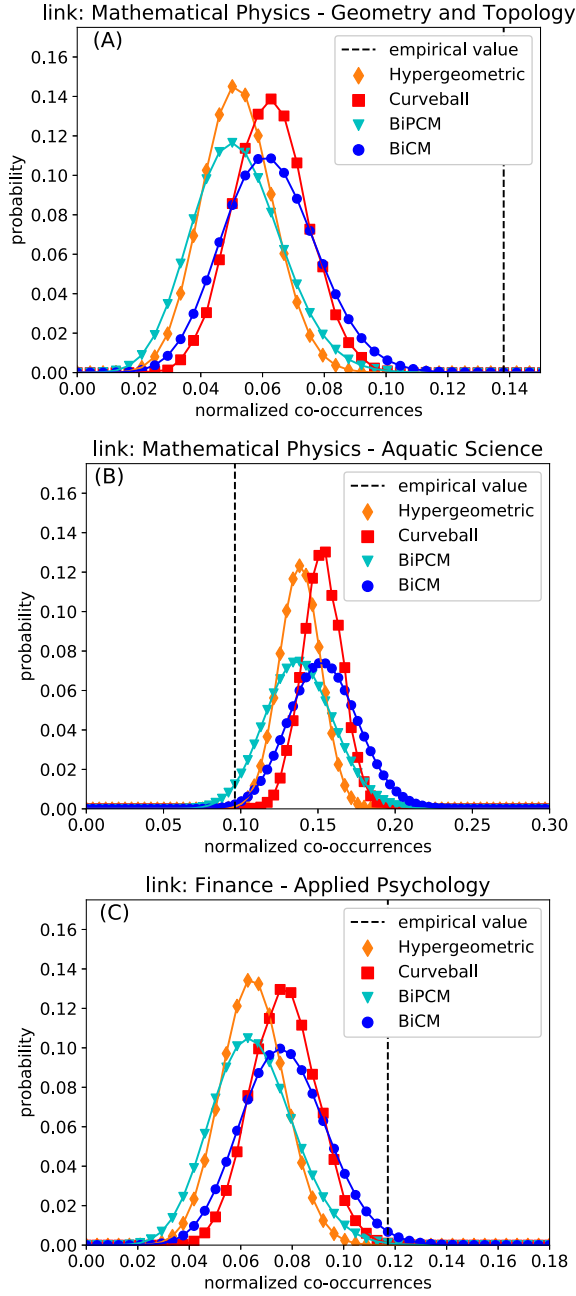 link: Mathematical Physics - Geometry and Topology
(A)
empirical value
Hypergeometric
Curveball
BiPCM
BiCM
0.16
0.14
0.12
0.10
0.08
0.06
0.04
0.02
0.00
probability
0.00 0.02 0.04 0.06 0.08 0.10 0.12 0.14
normalized co-occurrences
link: Mathematical Physics - Aquatic Science
(B)
empirical value
Hypergeometric
Curveball
BiPCM
BiCM
0.16
0.14
0.12
0.10
0.08
0.06
0.04
0.02
0.00
probability
0.00 0.05 0.10 0.15 0.20 0.25 0.30
normalized co-occurrences
link: Finance - Applied Psychology
(C)
empirical value
Hypergeometric
Curveball
BiPCM
BiCM
0.16
0.14
0.12
0.10
0.08
0.06
0.04
0.02
0.00
probability
0.00 0.02 0.04 0.06 0.08 0.10 0.12 0.14 0.16 0.18
normalized co-occurrences